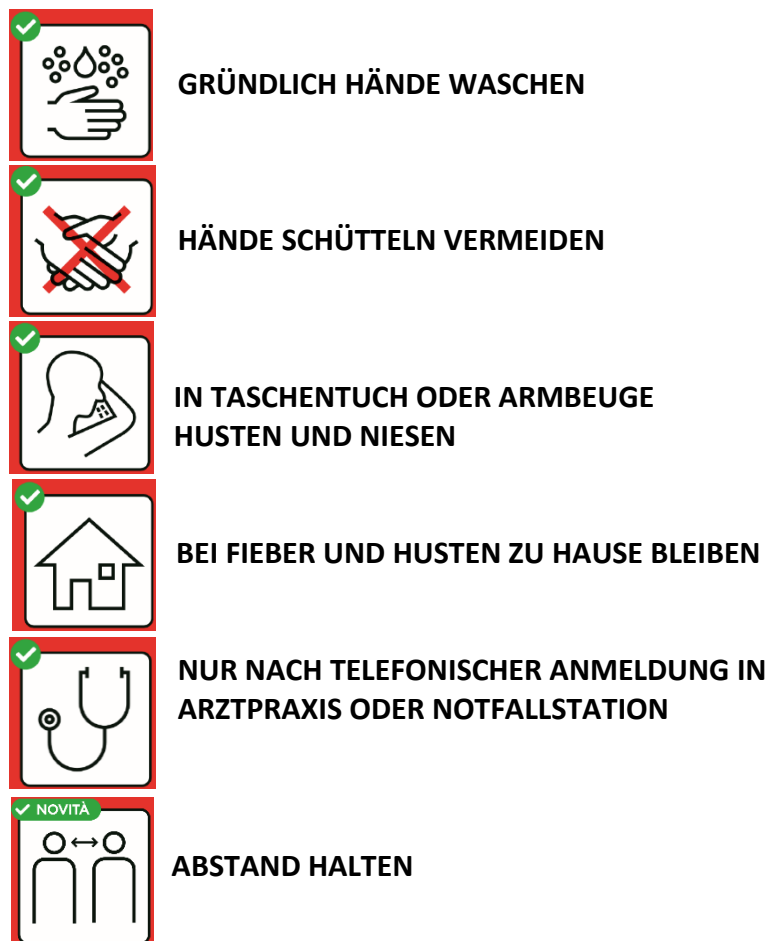 GRÜNDLICH HÄNDE WASCHEN
HÄNDE SCHÜTTELN VERMEIDEN
IN TASCHENTUCH ODER ARMBEUGE
HUSTEN UND NIESEN
BEI FIEBER UND HUSTEN ZU HAUSE BLEIBEN
NUR NACH TELEFONISCHER ANMELDUNG IN
ARZTPRAXIS ODER NOTFALLSTATION
NOVITÀ
ABSTAND HALTEN